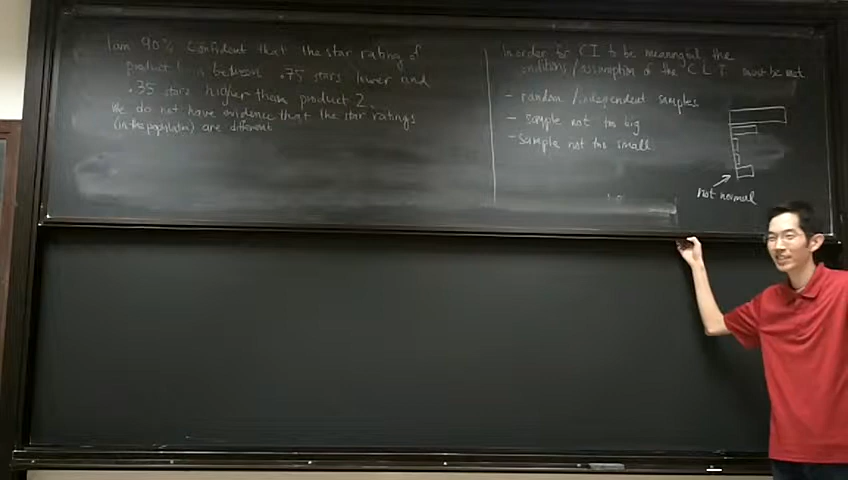 I am 90% Confident that the star rating of
product 1 is between .75 stars lower and
.35 stars higher than product 2.
We do not have evidence that the star ratings
(in the population) are different
In order for CI to be meaningful the
conditions/assumption of the CLT must be met
- random /independent samples
- sample not too big
- sample not too small
not normal